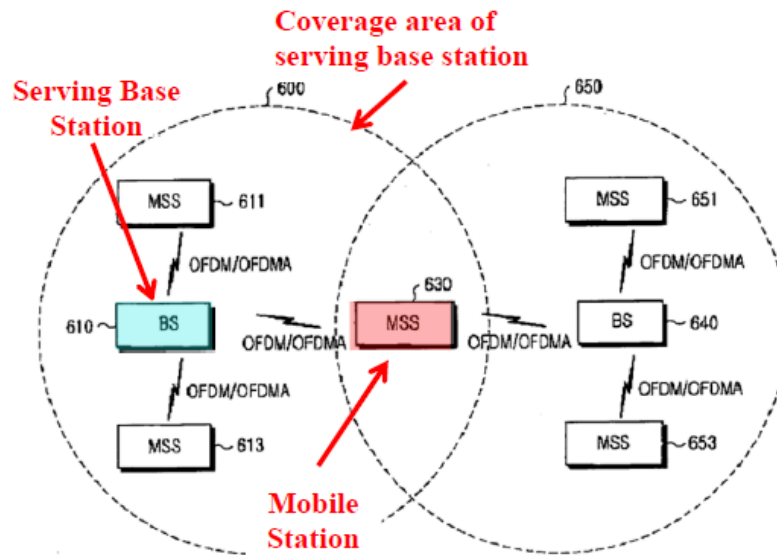 Coverage area of
serving base station
600
650
Serving Base
Station
MSS
611
MSS
651
OFDM/OFDMA
OFDM/OFDMA
630
610
BS
MSS
BS
640
OFDM/OFDMA
OFDM/OFDMA
OFDM/OFDMA
OFDM/OFDMA
MSS
613
MSS
653
Mobile
Station